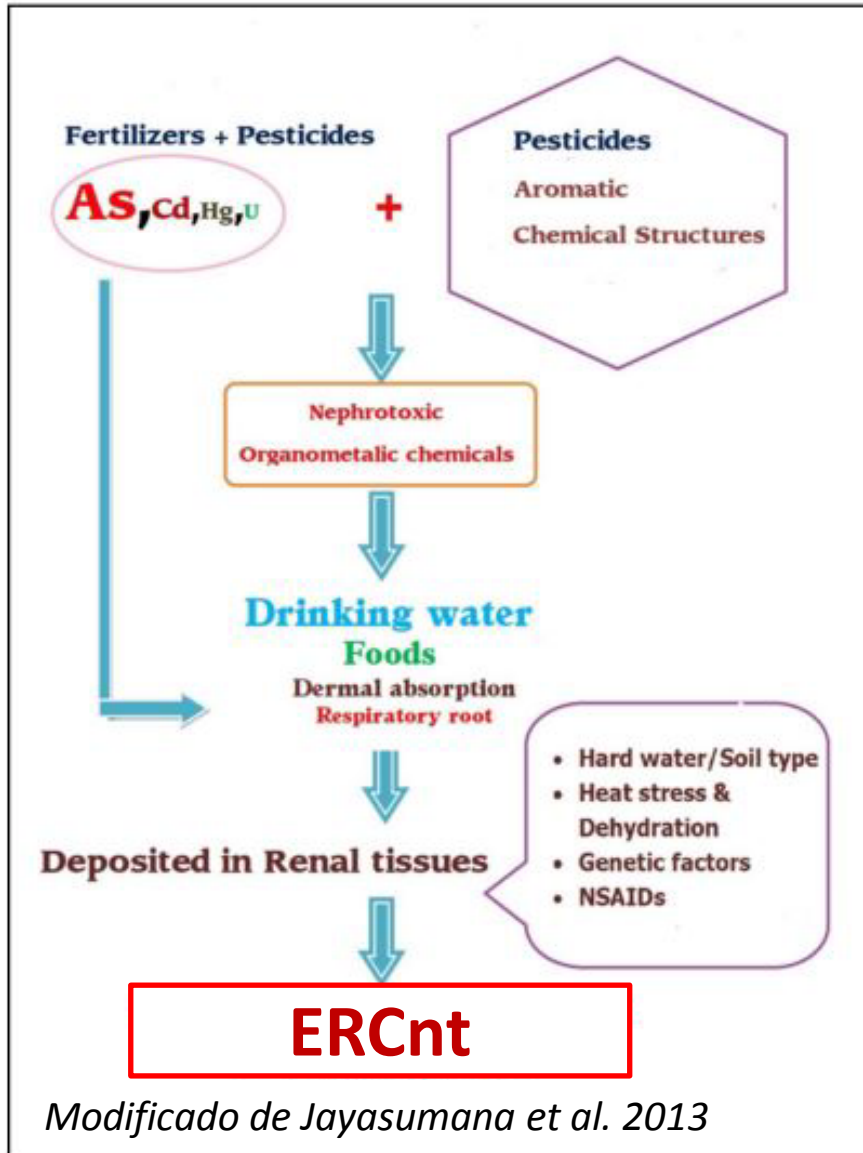 Fertilizers + Pesticides
As,Cd,Hg,U
+
Pesticides
Aromatic
Chemical Structures
Nephrotoxic
Organometalic chemicals
Drinking water
Foods
Dermal absorption
Respiratory root
• Hard water/Soil type
• Heat stress &
Dehydration
• Genetic factors
• NSAIDs
Deposited in Renal tissues
ERCnt
Modificado de Jayasumana et al. 2013